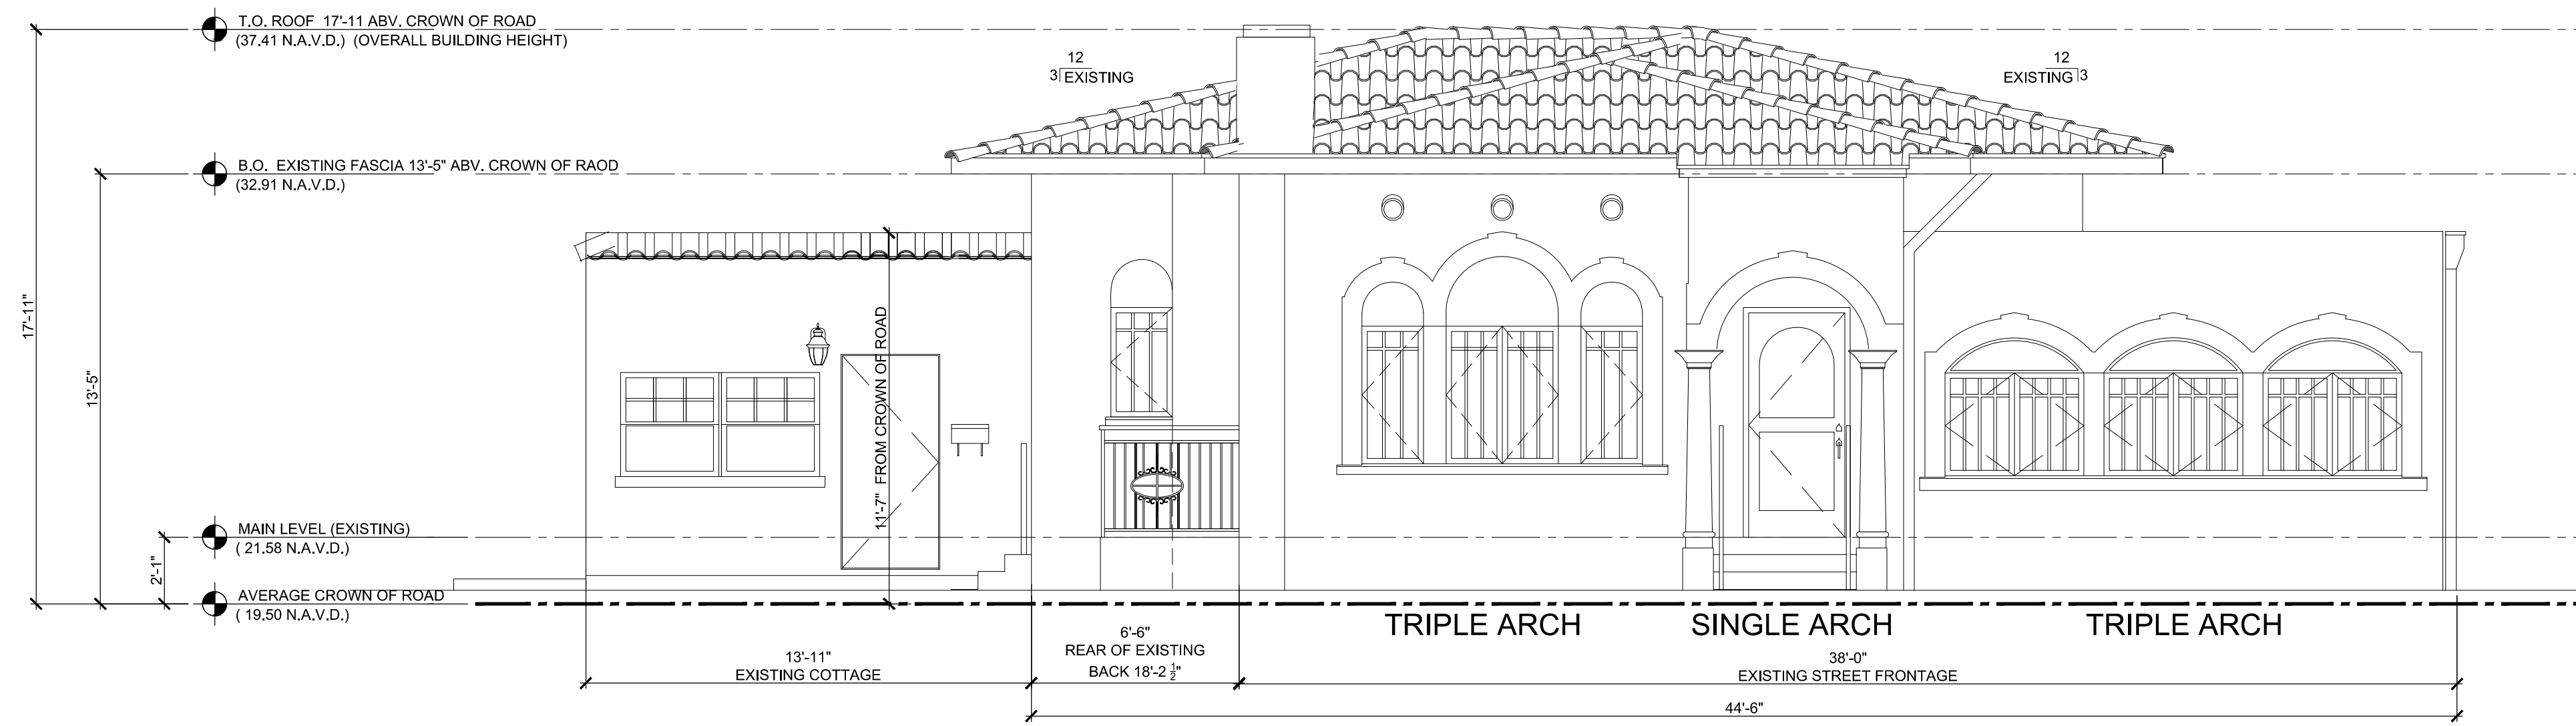 T.O. ROOF 17'-11 ABV. CROWN OF ROAD
(37.41 N.A.V.D.) (OVERALL BUILDING HEIGHT)
12
3 EXISTING
12
EXISTING 3
B.O. EXISTING FASCIA 13'-5" ABV. CROWN OF RAOD
(32.91 N.A.V.D.)
17'-11"
13'-5"
11'-7" FROM CROWN OF ROAD
MAIN LEVEL (EXISTING)
( 21.58 N.A.V.D.)
2'-1"
AVERAGE CROWN OF ROAD
( 19.50 N.A.V.D.)
TRIPLE ARCH
SINGLE ARCH
TRIPLE ARCH
13'-11"
EXISTING COTTAGE
6'-6"
REAR OF EXISTING
BACK 18'-2 1/2"
38'-0"
EXISTING STREET FRONTAGE
44'-6"